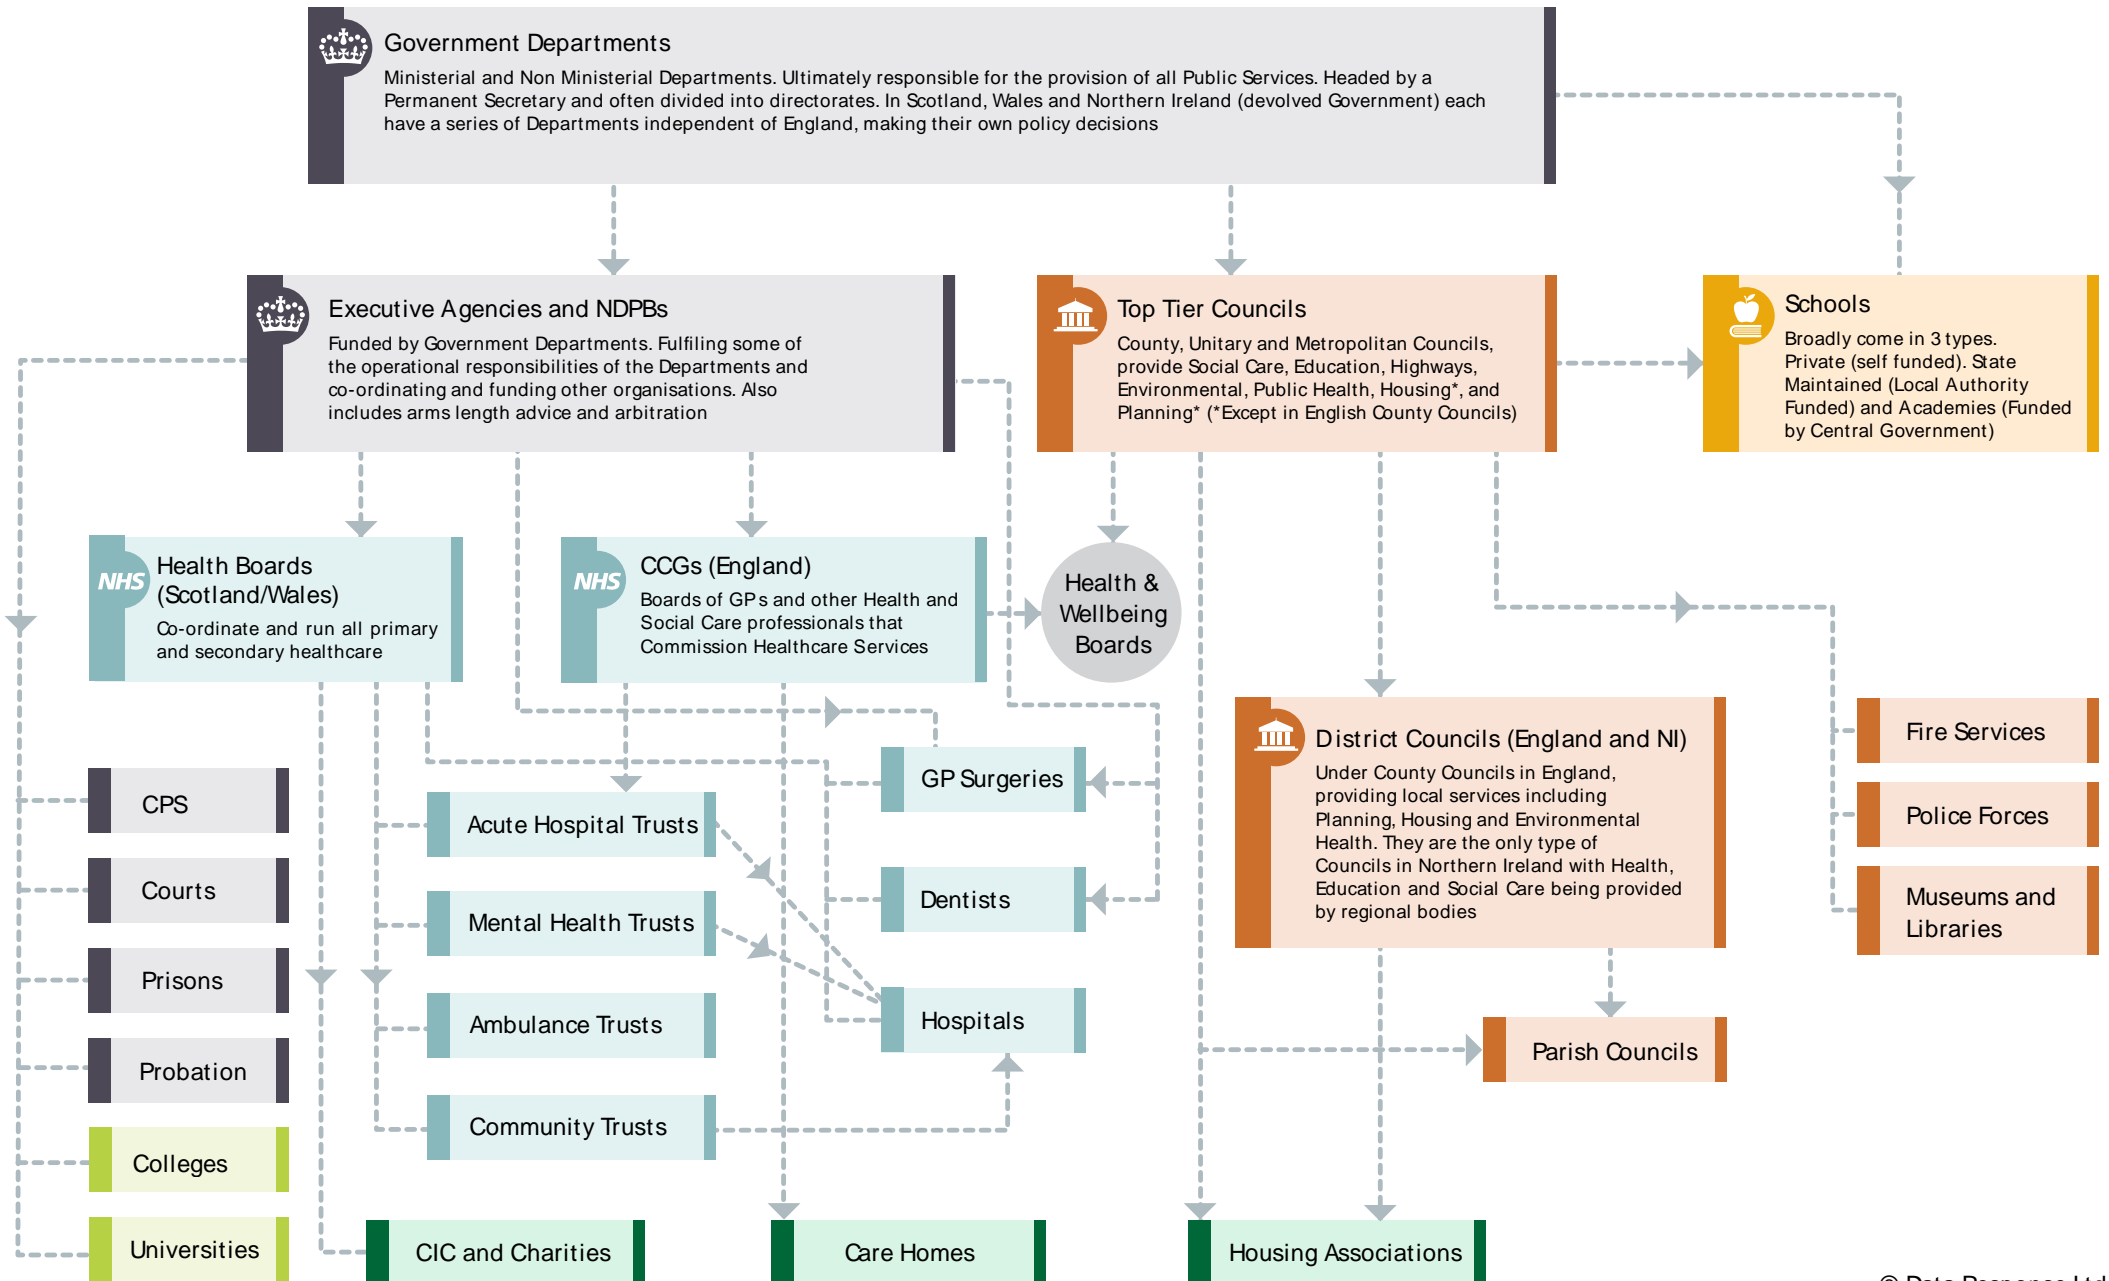 Government Departments
Ministerial and Non Ministerial Departments. Ultimately responsible for the provision of all Public Services. Headed by a
Permanent Secretary and often divided into directorates. In Scotland, Wales and Northern Ireland (devolved Government) each
have a series of Departments independent of England, making their own policy decisions
Executive Agencies and NDPBs
Funded by Government Departments. Fulfiling some of
the operational responsibilities of the Departments and
co-ordinating and funding other organisations. Also
includes arms length advice and arbitration
Top Tier Councils
County, Unitary and Metropolitan Councils,
provide Social Care, Education, Highways,
Environmental, Public Health, Housing*, and
Planning* (*Except in English County Councils)
Schools
Broadly come in 3 types.
Private (self funded). State
Maintained (Local Authority
Funded) and Academies (Funded
by Central Government)
NHS
Health Boards
(Scotland/Wales)
Co-ordinate and run all primary
and secondary healthcare
NHS
CCGs (England)
Boards of GPs and other Health and
Social Care professionals that
Commission Healthcare Services
Health &
Wellbeing
Boards
District Councils (England and NI)
Under County Councils in England,
providing local services including
Planning, Housing and Environmental
Health. They are the only type of
Councils in Northern Ireland with Health,
Education and Social Care being provided
by regional bodies
Fire Services
Police Forces
Museums and
Libraries
CPS
Courts
Prisons
Probation
Colleges
Universities
Acute Hospital Trusts
Mental Health Trusts
Ambulance Trusts
Community Trusts
GP Surgeries
Dentists
Hospitals
Parish Councils
CIC and Charities
Care Homes
Housing Associations
© Data Response Ltd